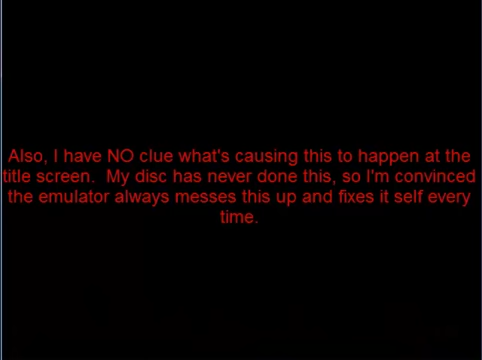 Also, I have NO clue what's causing this to happen at the
title screen.  My disc has never done this, so I'm convinced
the emulator always messes this up and fixes it self every
time.